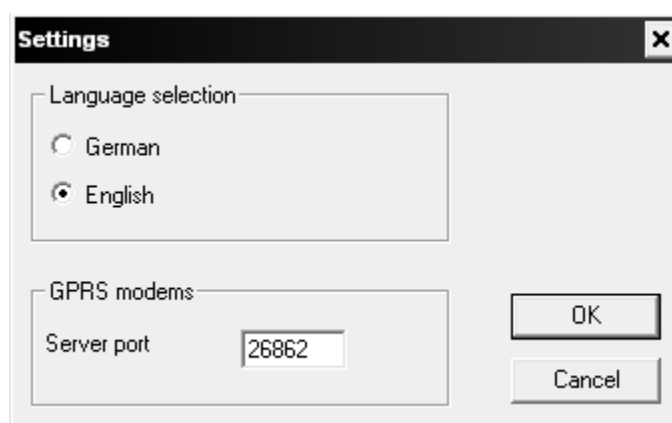 Settings
Language selection
German
English
GPRS modems
Server port 26862
OK
Cancel